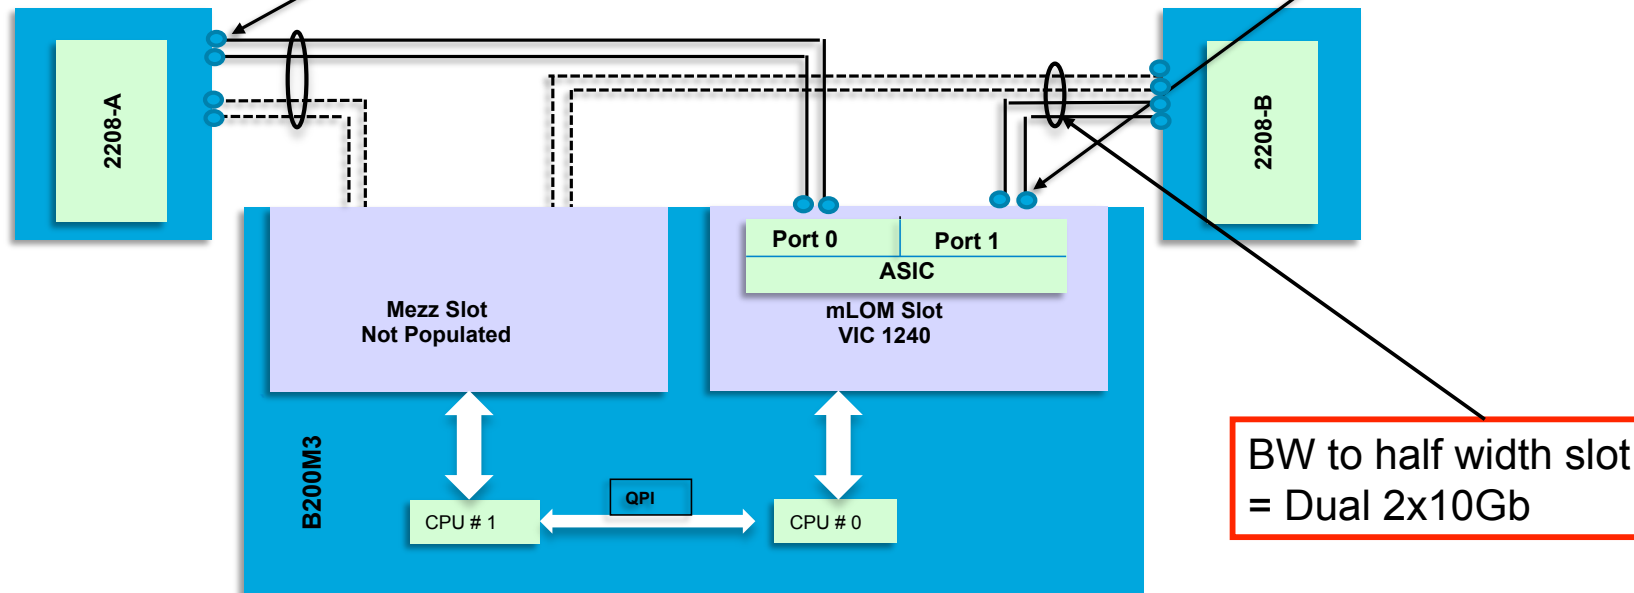 2208-A
2208-B
Port 0
Port 1
ASIC
Mezz Slot
Not Populated
mLOM Slot
VIC 1240
B200M3
QPI
CPU # 1
CPU # 0
BW to half width slot
= Dual 2x10Gb